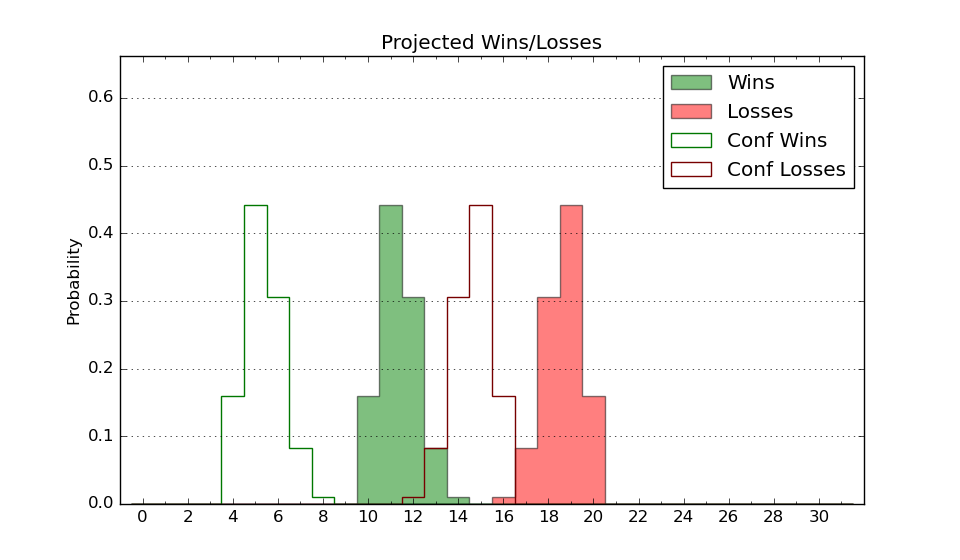 Projected Wins/Losses
Wins
Losses
Conf Wins
Conf Losses
Probability
0.6
0.5
0.4
0.3
0.2
0.1
0.0
0 2 4 6 8 10 12 14 16 18 20 22 24 26 28 30